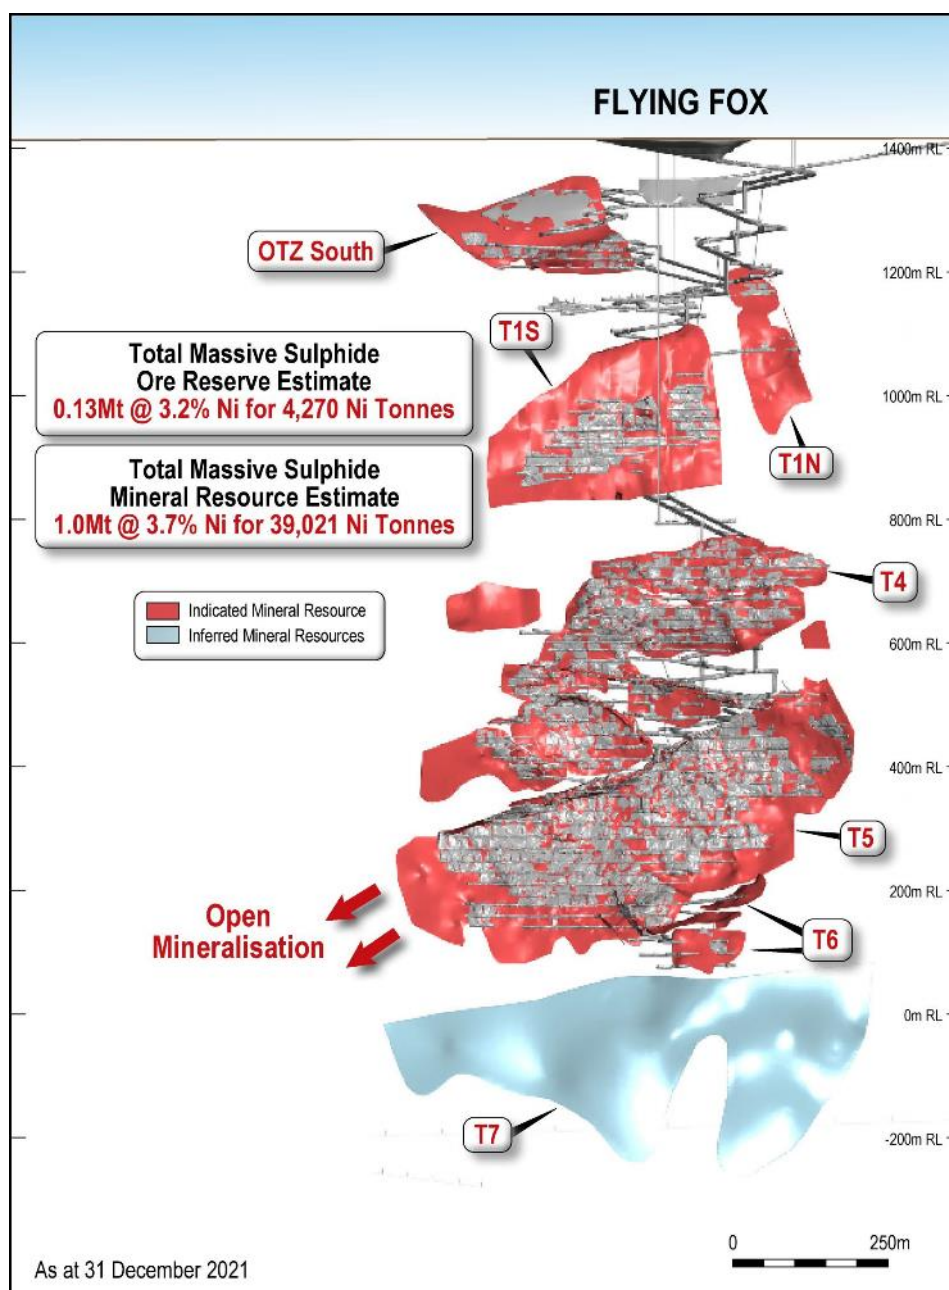 FLYING FOX
1400m RL
OTZ South
1200m RL
T1S
Total Massive Sulphide
Ore Reserve Estimate
0.13Mt @ 3.2% Ni for 4,270 Ni Tonnes
1000m RL
T1N
Total Massive Sulphide
Mineral Resource Estimate
1.0Mt @ 3.7% Ni for 39,021 Ni Tonnes
800m RL
T4
Indicated Mineral Resource
Inferred Mineral Resources
600m RL
400m RL
T5
200m RL
Open
Mineralisation
T6
0m RL
T7
-200m RL
0 250m
As at 31 December 2021